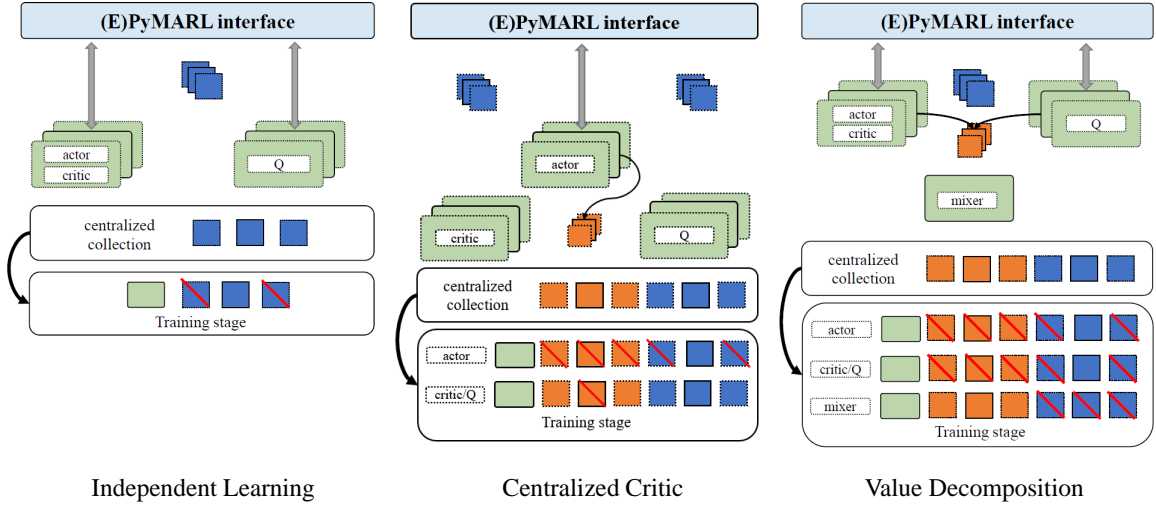 (E)PyMARL interface
actor
critic
Q
centralized
collection
Training stage
Independent Learning
(E)PyMARL interface
actor
critic
Q
centralized
collection
actor
critic/Q
Training stage
Centralized Critic
(E)PyMARL interface
actor
critic
Q
mixer
centralized
collection
actor
critic/Q
mixer
Training stage
Value Decomposition